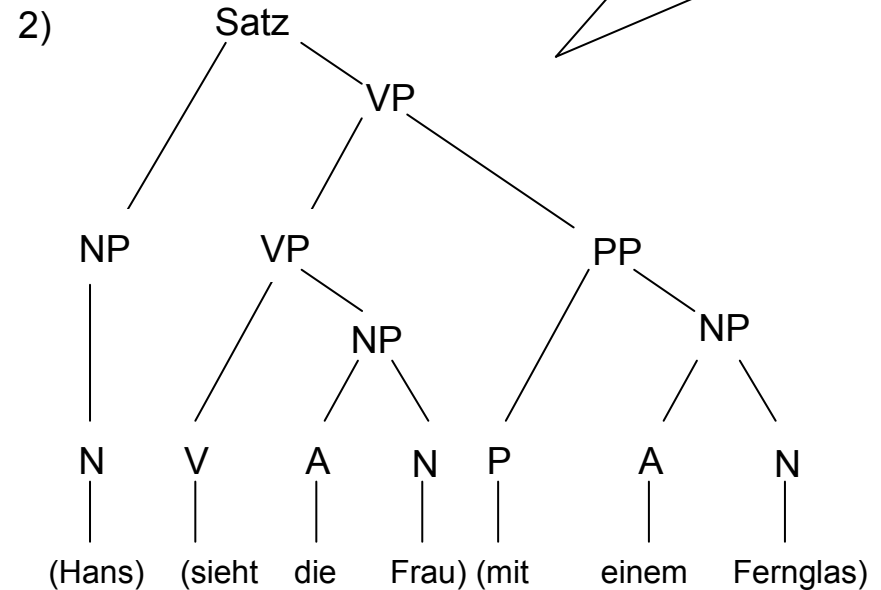 2) Satz
VP
NP VP PP
NP NP
N V A N P A N
(Hans) (sieht die Frau) (mit einem Fernglas)